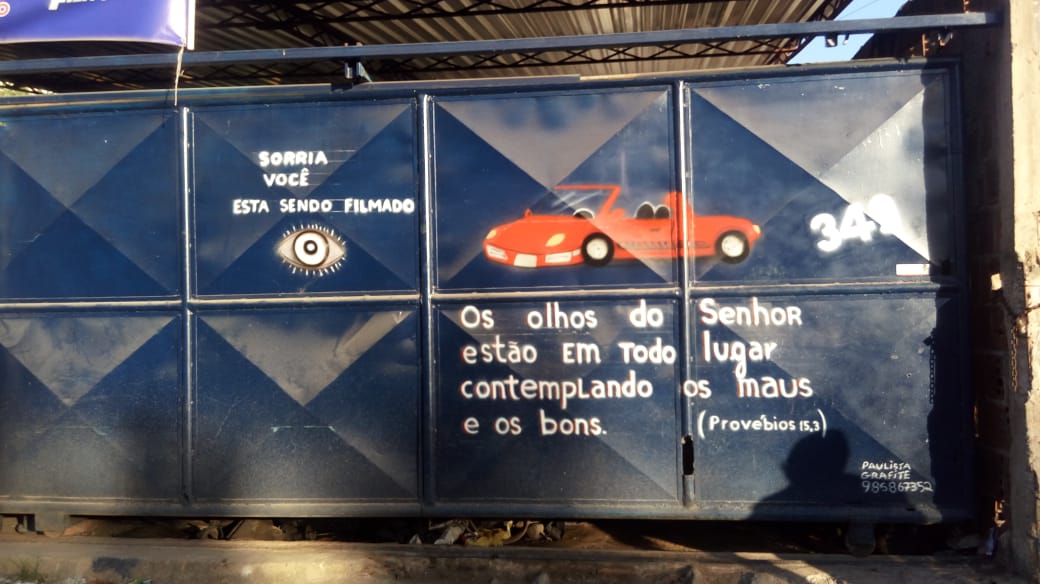 SORRIA
VOCÊ
ESTA SENDO FILMADO
349
Os olhos do Senhor
estão EM TODO lugar
contemplando os maus
e os bons.
(Provébios 15,3)
PAULISTA
GRAFITE
985867352